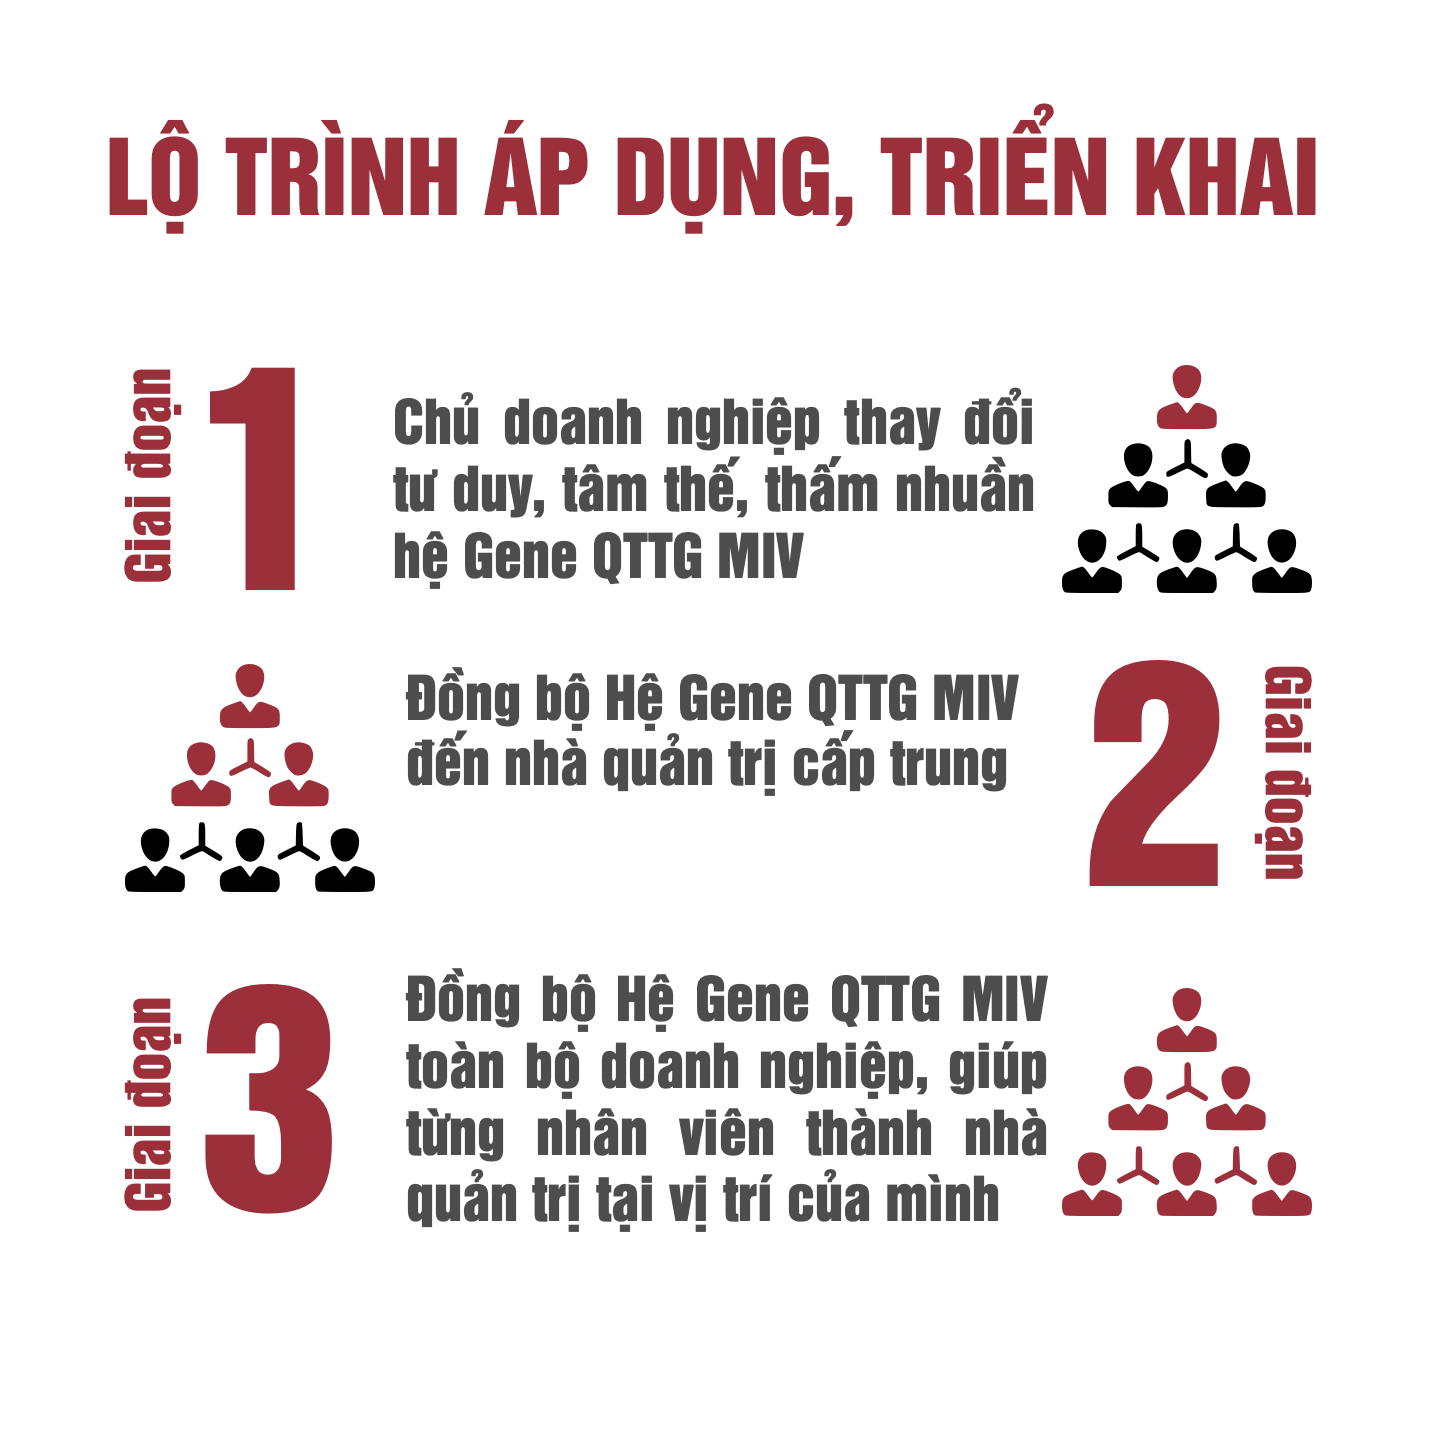 LỘ TRÌNH ÁP DỤNG, TRIỂN KHAI
Giai đoạn
1
Chủ doanh nghiệp thay đổi
tư duy, tâm thế, thấm nhuần
hệ Gene QTTG MIV
Đồng bộ Hệ Gene QTTG MIV
đến nhà quản trị cấp trung
2
Giai đoạn
Giai đoạn
3
Đồng bộ Hệ Gene QTTG MIV
toàn bộ doanh nghiệp, giúp
từng nhân viên thành nhà
quản trị tại vị trí của mình